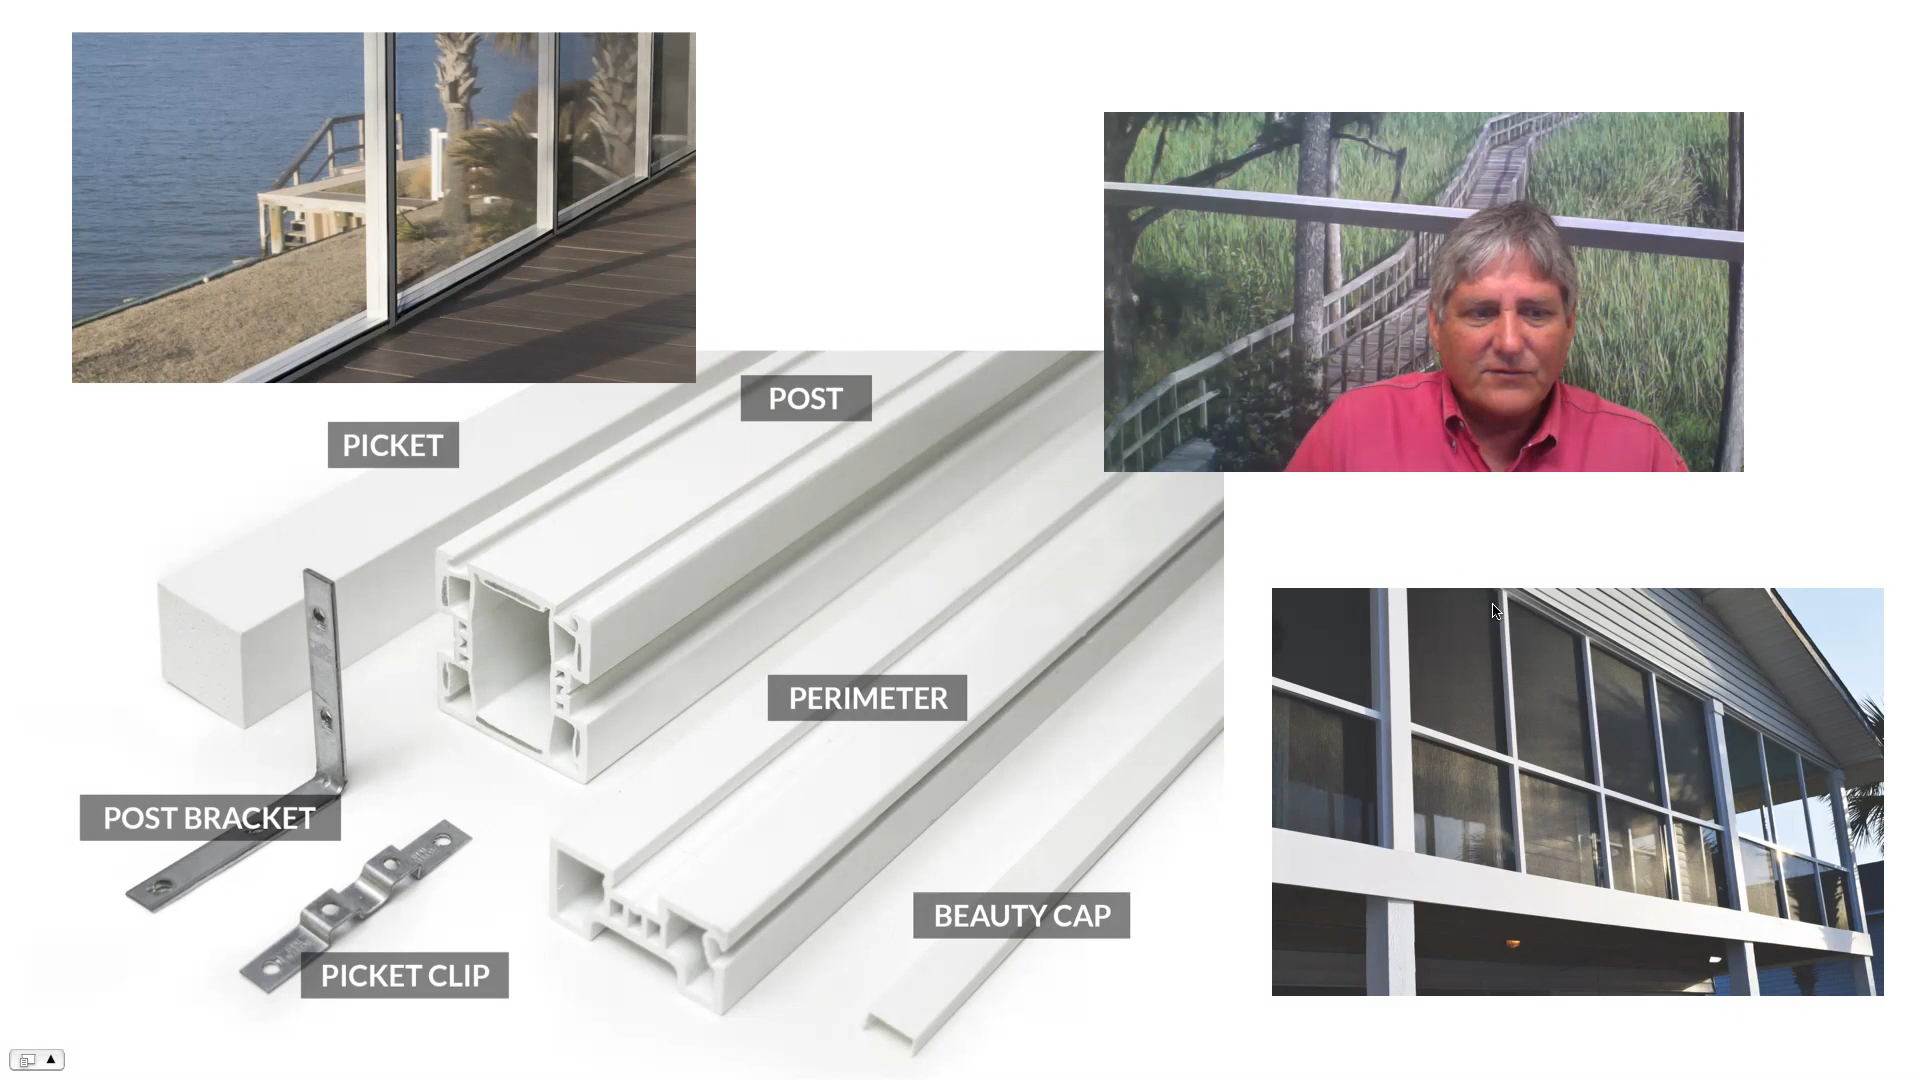 POST
PICKET
PERIMETER
POST BRACKET
BEAUTY CAP
PICKET CLIP